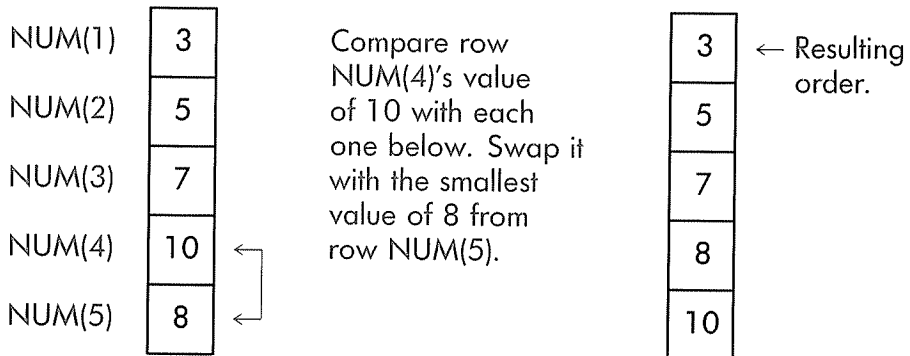 NUM(1) 3
NUM(2) 5
NUM(3) 7
NUM(4) 10
NUM(5) 8
Compare row
NUM(4)'s value
of 10 with each
one below. Swap it
with the smallest
value of 8 from
row NUM(5).
3 ← Resulting
order.
5
7
8
10